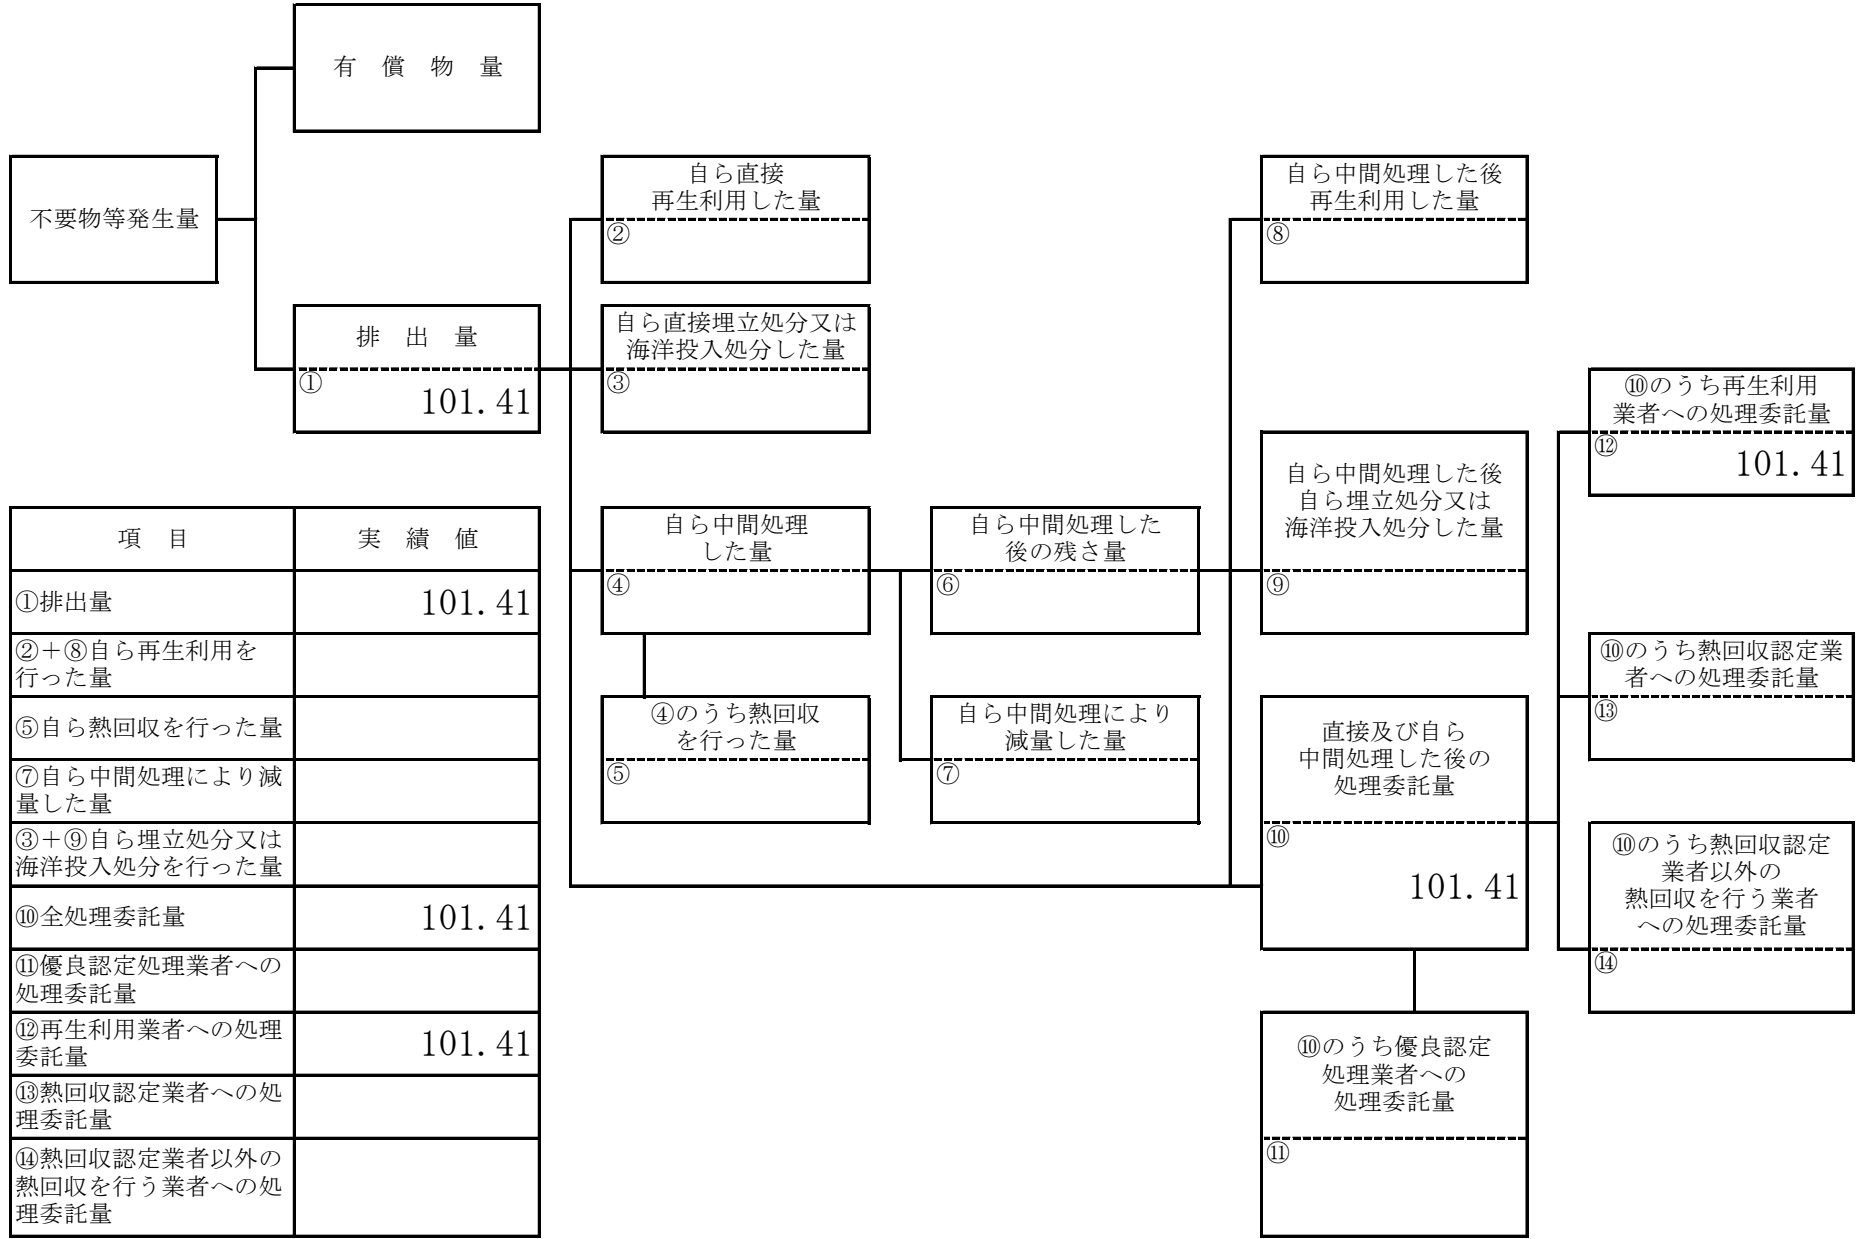 有　償　物　量
不要物等発生量
排　出　量
①
101.41
自ら直接
再生利用した量
②
自ら直接埋立処分又は
海洋投入処分した量
③
自ら中間処理
した量
④
④のうち熱回収
を行った量
⑤
自ら中間処理した
後の残さ量
⑥
自ら中間処理により
減量した量
⑦
自ら中間処理した後
再生利用した量
⑧
自ら中間処理した後
自ら埋立処分又は
海洋投入処分した量
⑨
直接及び自ら
中間処理した後の
処理委託量
⑩
101.41
⑩のうち優良認定
処理業者への
処理委託量
⑪
⑩のうち再生利用
業者への処理委託量
⑫
101.41
⑩のうち熱回収認定業
者への処理委託量
⑬
⑩のうち熱回収認定
業者以外の
熱回収を行う業者
への処理委託量
⑭
項　目　実　績　値
①排出量　101.41
②＋⑧自ら再生利用を
行った量
⑤自ら熱回収を行った量
⑦自ら中間処理により減
量した量
③＋⑨自ら埋立処分又は
海洋投入処分を行った量
⑩全処理委託量　101.41
⑪優良認定処理業者への
処理委託量
⑫再生利用業者への処理
委託量　101.41
⑬熱回収認定業者への処
理委託量
⑭熱回収認定業者以外の
熱回収を行う業者への処
理委託量